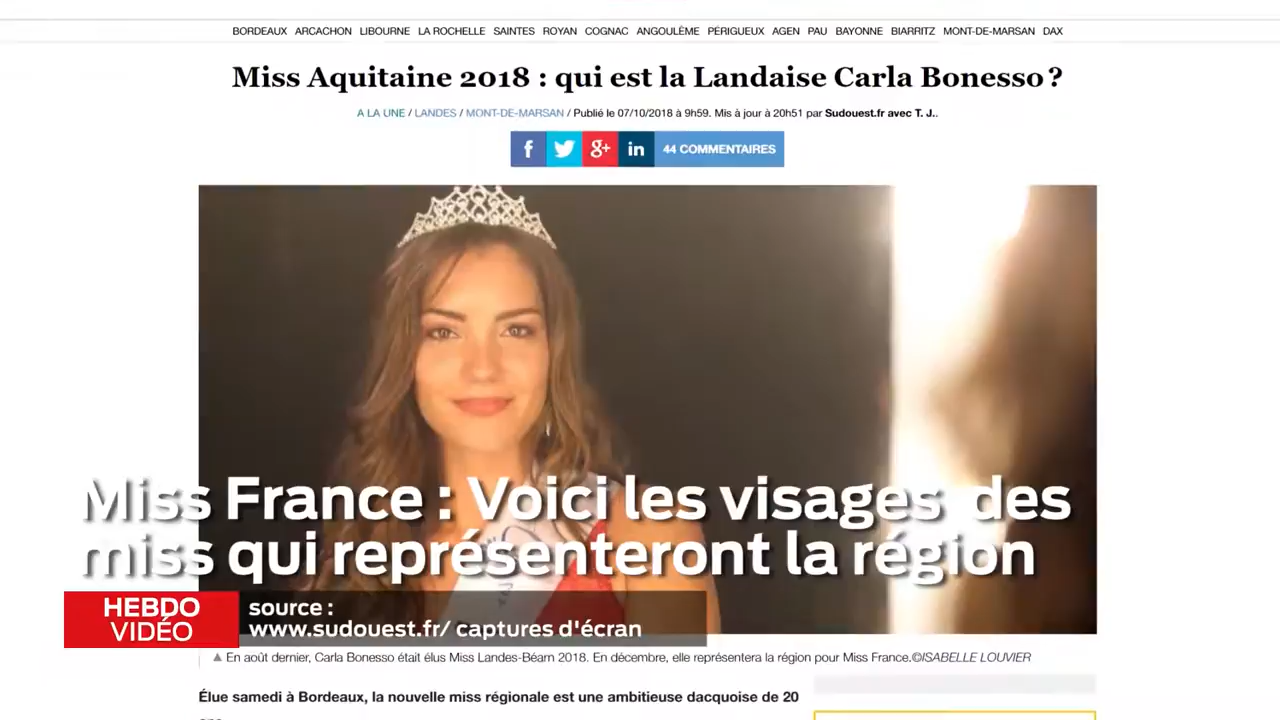 BORDEAUX ARCACHON LIBOURNE LA ROCHELLE SAINTES ROYAN COGNAC ANGOULÊME PÉRIGUEUX AGEN PAU BAYONNE BIARRITZ MONT-DE-MARSAN DAX
Miss Aquitaine 2018 : qui est la Landaise Carla Bonesso ?
A LA UNE / LANDES / MONT-DE-MARSAN / Publié le 07/10/2018 à 9h59. Mis à jour à 20h51 par Sudouest.fr avec T. J..
f g+ in 44 COMMENTAIRES
Miss France : Voici les visages des
miss qui représenteront la région
HEBDO
VIDÉO
source :
www.sudouest.fr/ captures d'écran
▲ En août dernier, Carla Bonesso était élus Miss Landes-Béarn 2018. En décembre, elle représentera la région pour Miss France.©ISABELLE LOUVIER
Élue samedi à Bordeaux, la nouvelle miss régionale est une ambitieuse dacquoise de 20